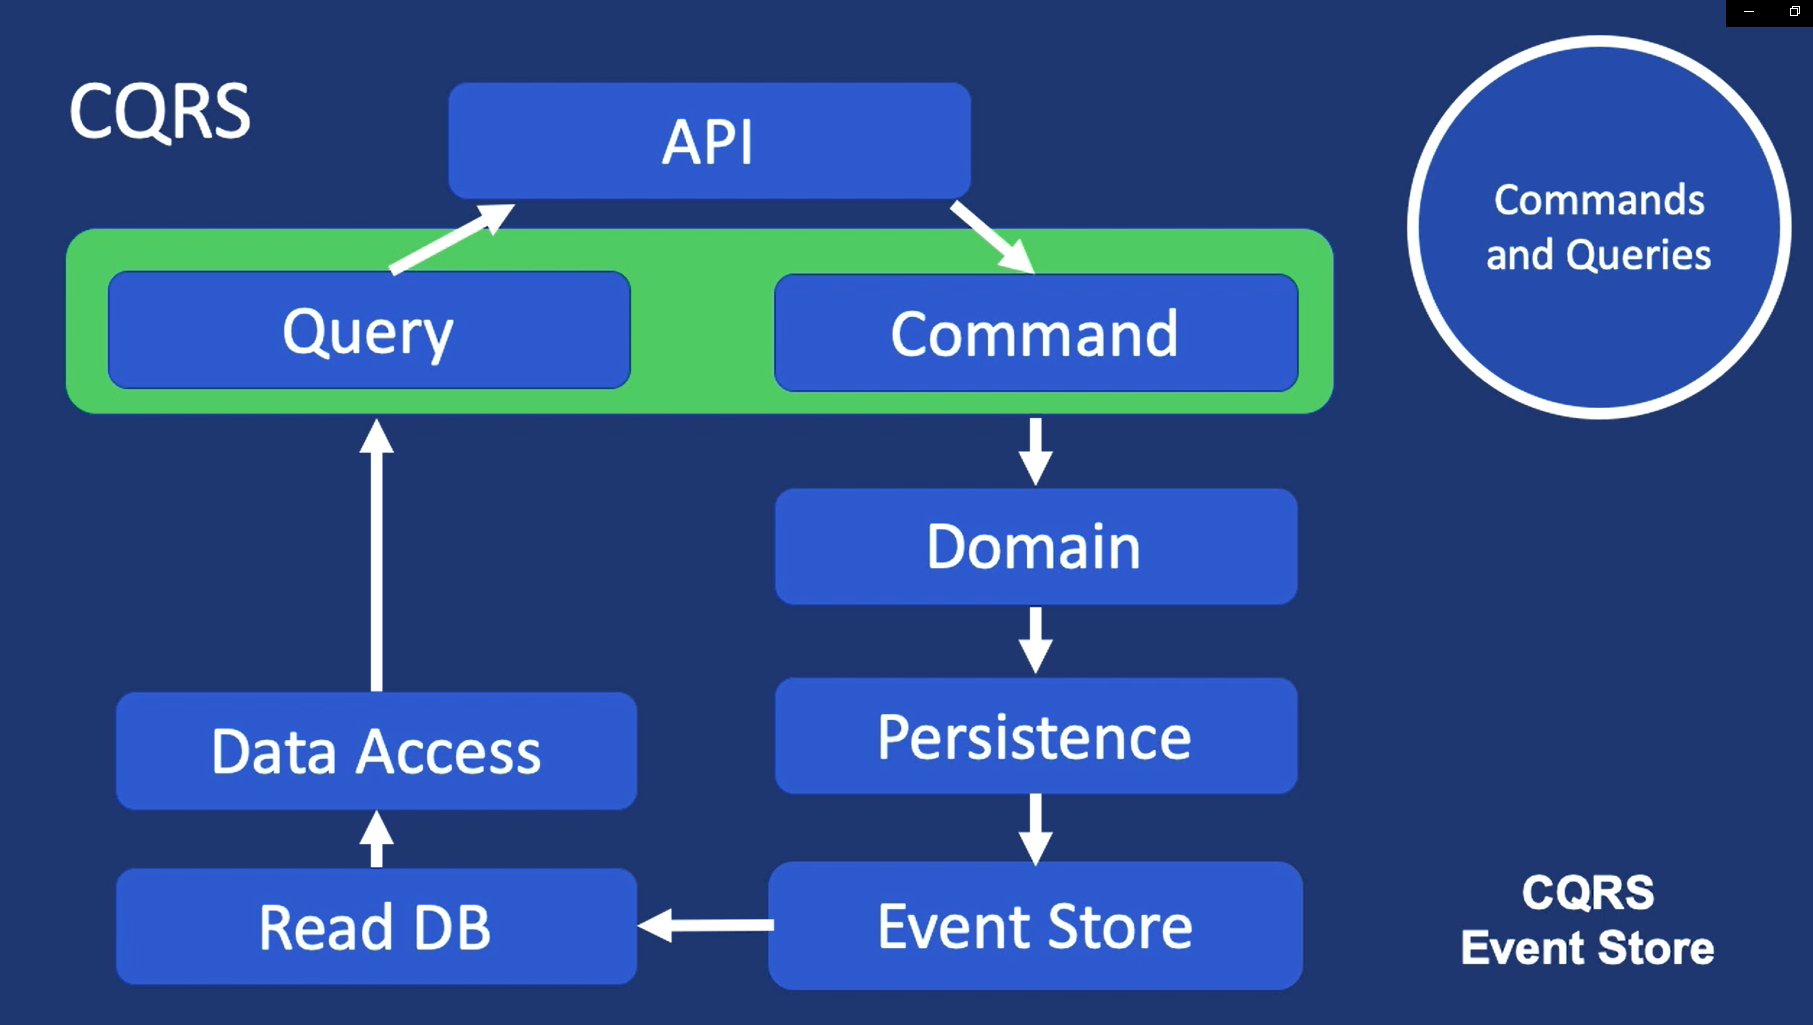 CQRS
API
Commands
and Queries
Query
Command
Domain
Data Access
Persistence
Read DB
Event Store
CQRS
Event Store